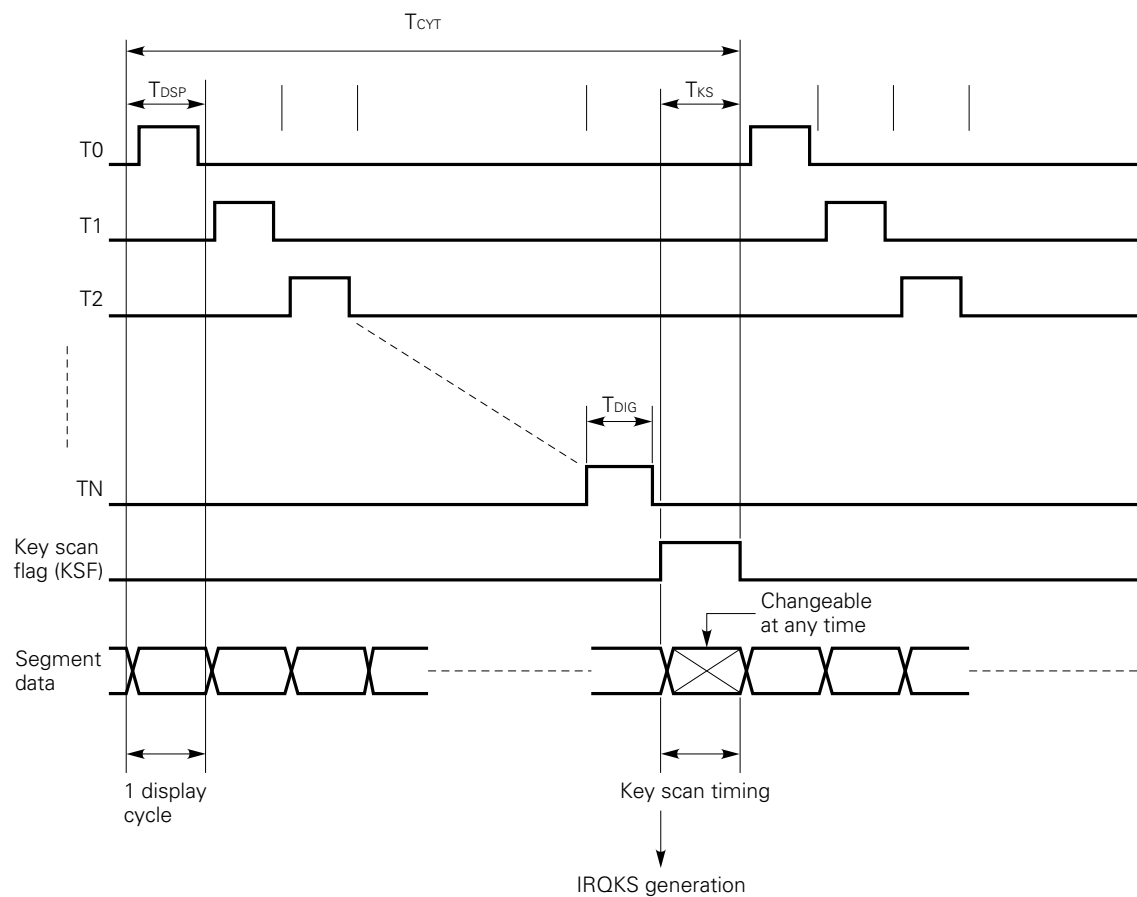 TCYT
TDSP
TKS
T0
T1
T2
TDIG
TN
Key scan
flag (KSF)
Changeable
at any time
Segment
data
1 display
cycle
Key scan timing
IRQKS generation